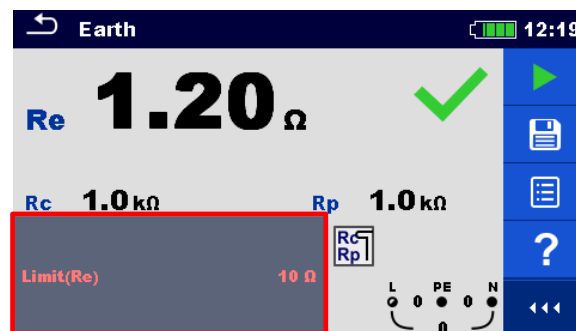 Earth 12:19
Re 1.20 Ω
Rc 1.0 kΩ Rp 1.0 kΩ
Rc
Rp
Limit(Re) 10 Ω
L PE N
0 0
0
?